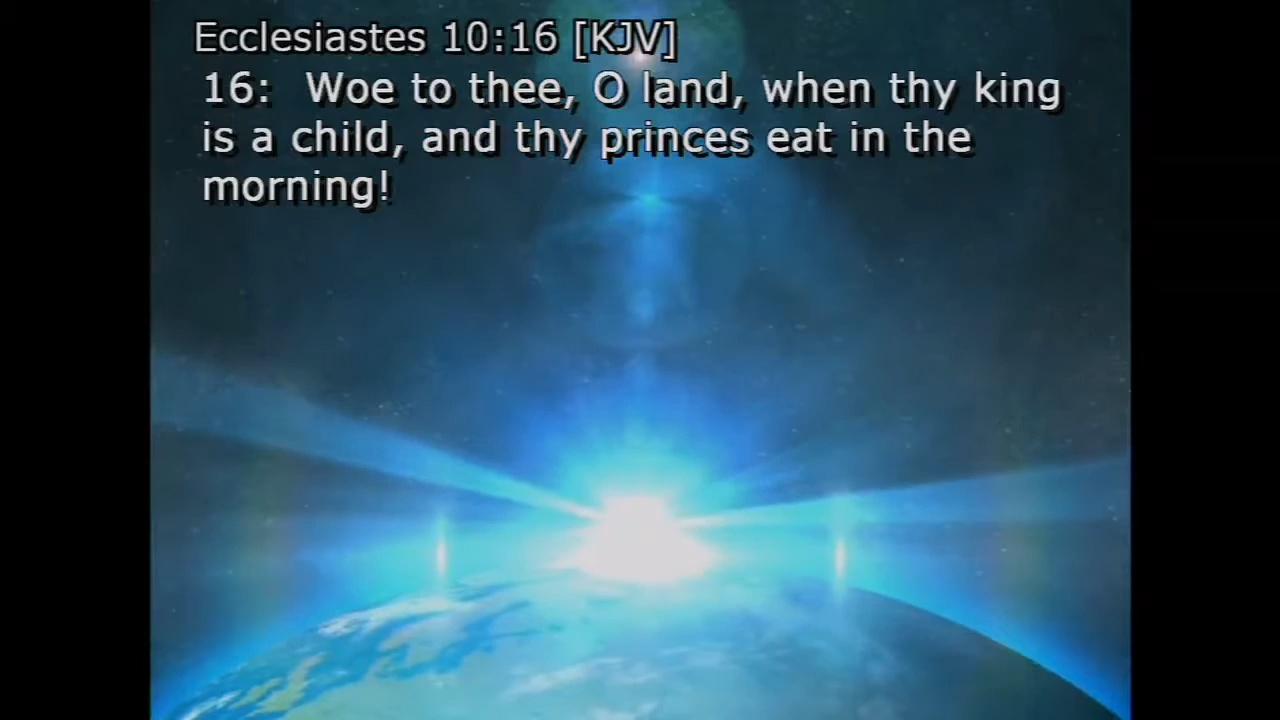 Ecclesiastes 10:16 [KJV]
16: Woe to thee, O land, when thy king
is a child, and thy princes eat in the
morning!